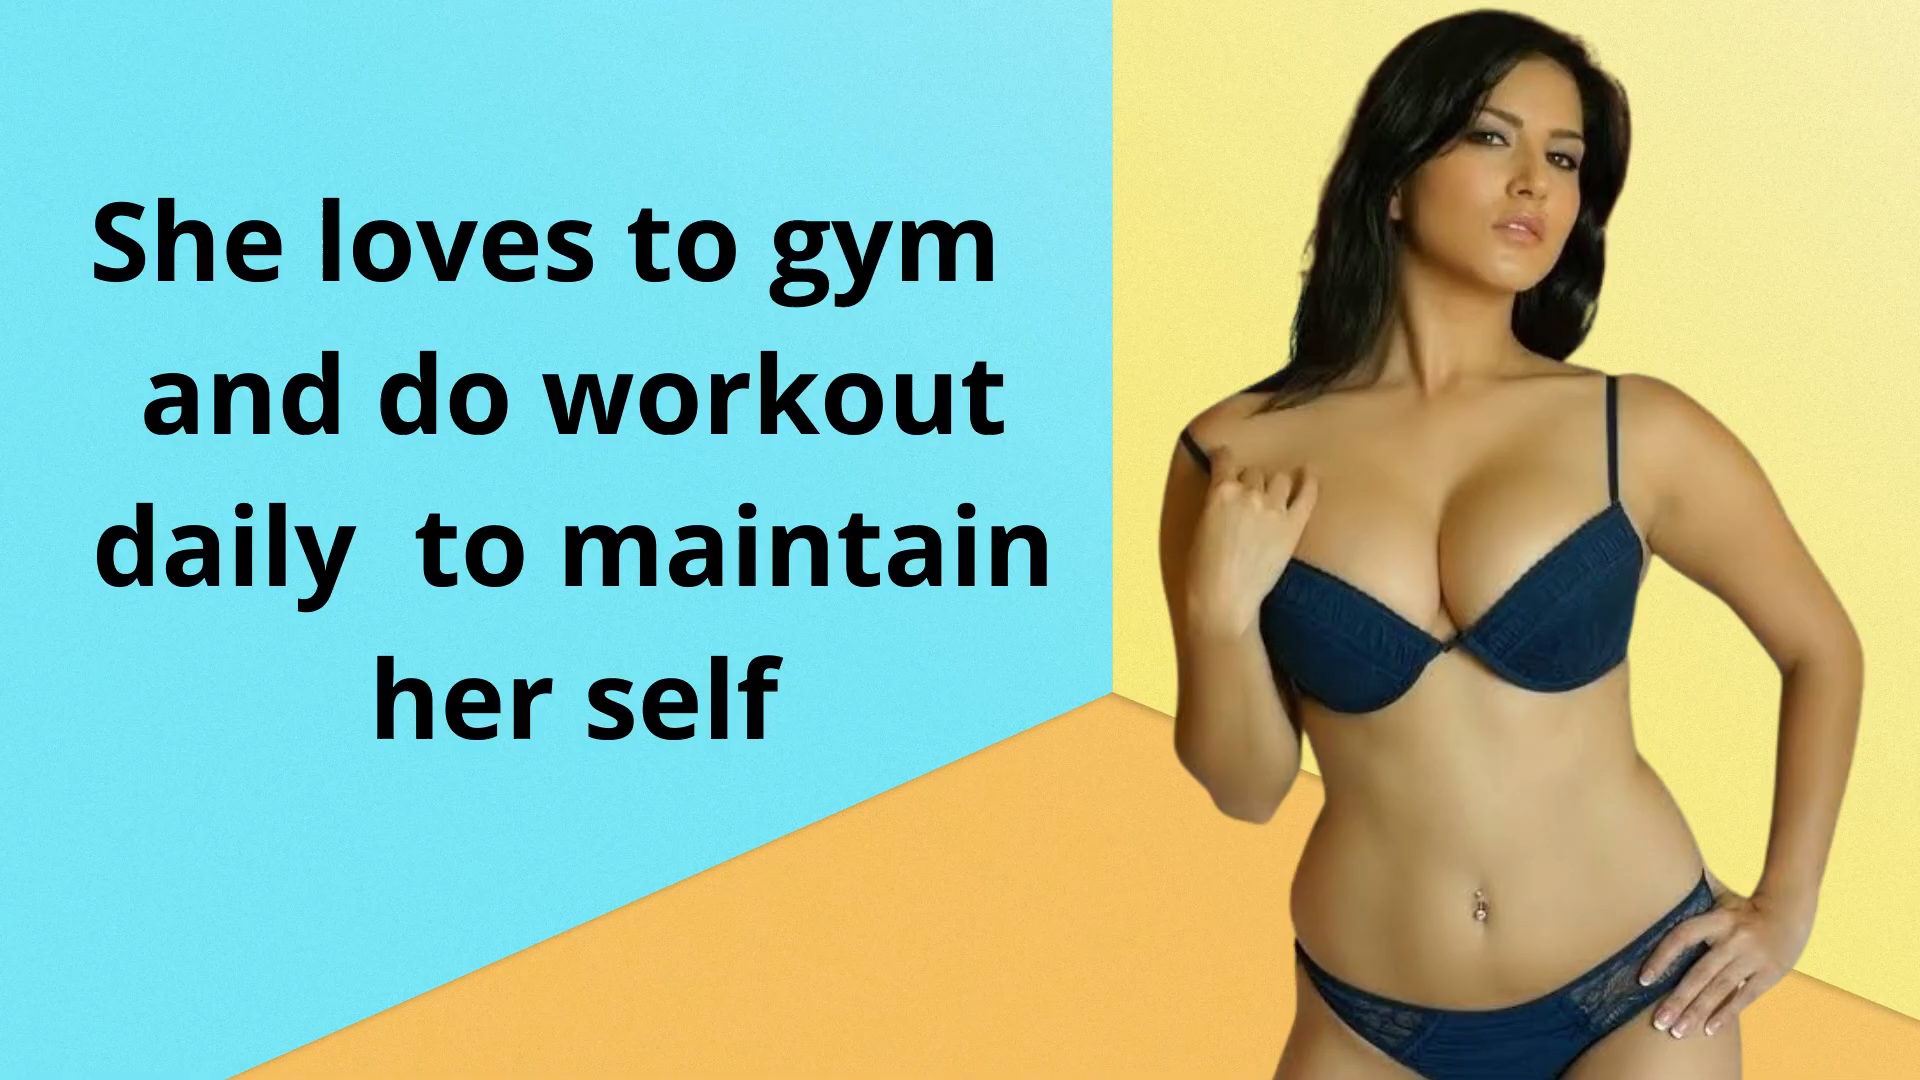 She loves to gym
and do workout
daily  to maintain
her self